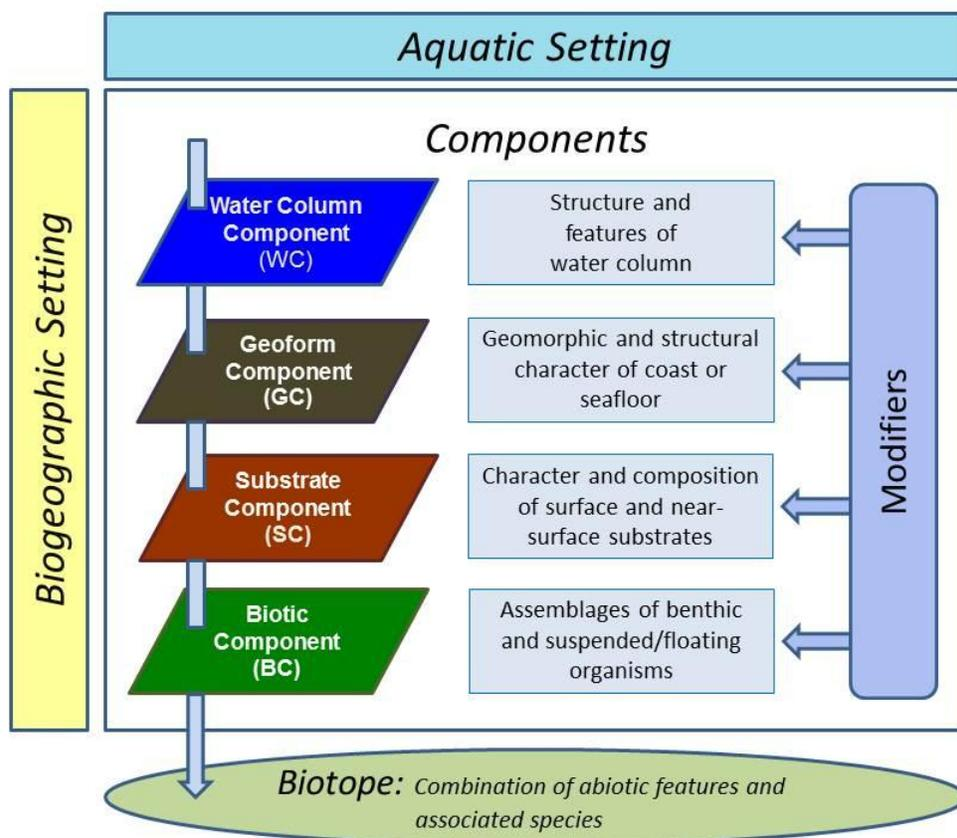 Aquatic Setting
Biogeographic Setting
Components
Water Column
Component
(WC)
Structure and
features of
water column
Geoform
Component
(GC)
Geomorphic and structural
character of coast or
seafloor
Substrate
Component
(SC)
Character and composition
of surface and near-
surface substrates
Biotic
Component
(BC)
Assemblages of benthic
and suspended/floating
organisms
Modifiers
Biotope: Combination of abiotic features and
associated species